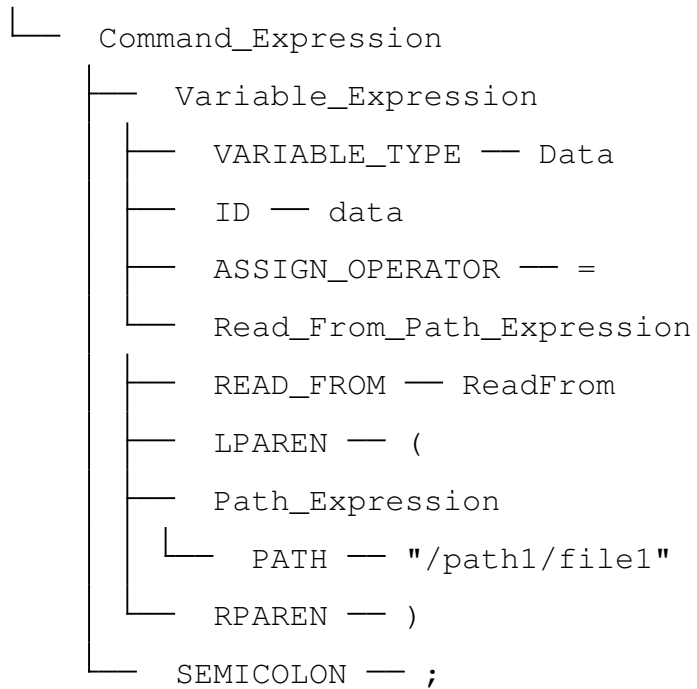 Command_Expression
Variable_Expression
VARIABLE_TYPE — Data
ID — data
ASSIGN_OPERATOR — =
Read_From_Path_Expression
READ_FROM — ReadFrom
LPAREN — (
Path_Expression
PATH — "/path1/file1"
RPAREN — )
SEMICOLON — ;